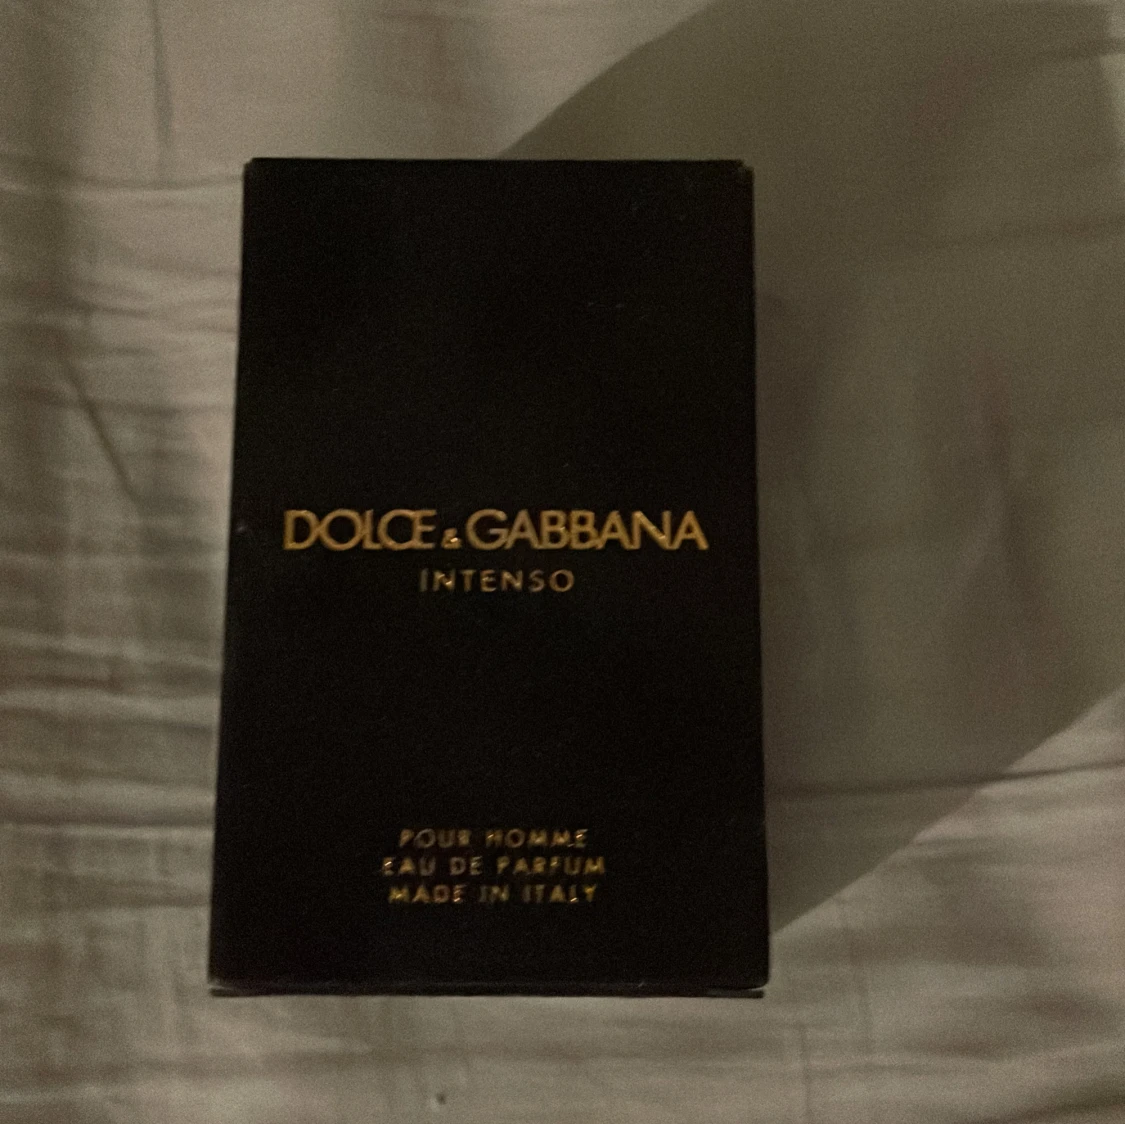 DOLCE & GABBANA
INTENSO
POUR HOMME
EAU DE PARFUM
MADE IN ITALY